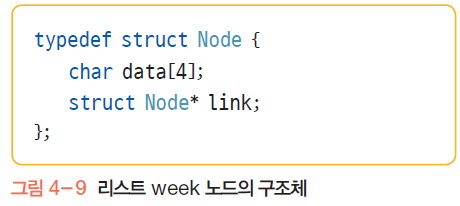 typedef struct Node {
char data[4];
struct Node* link;
};
그림 4-9 리스트 week 노드의 구조체